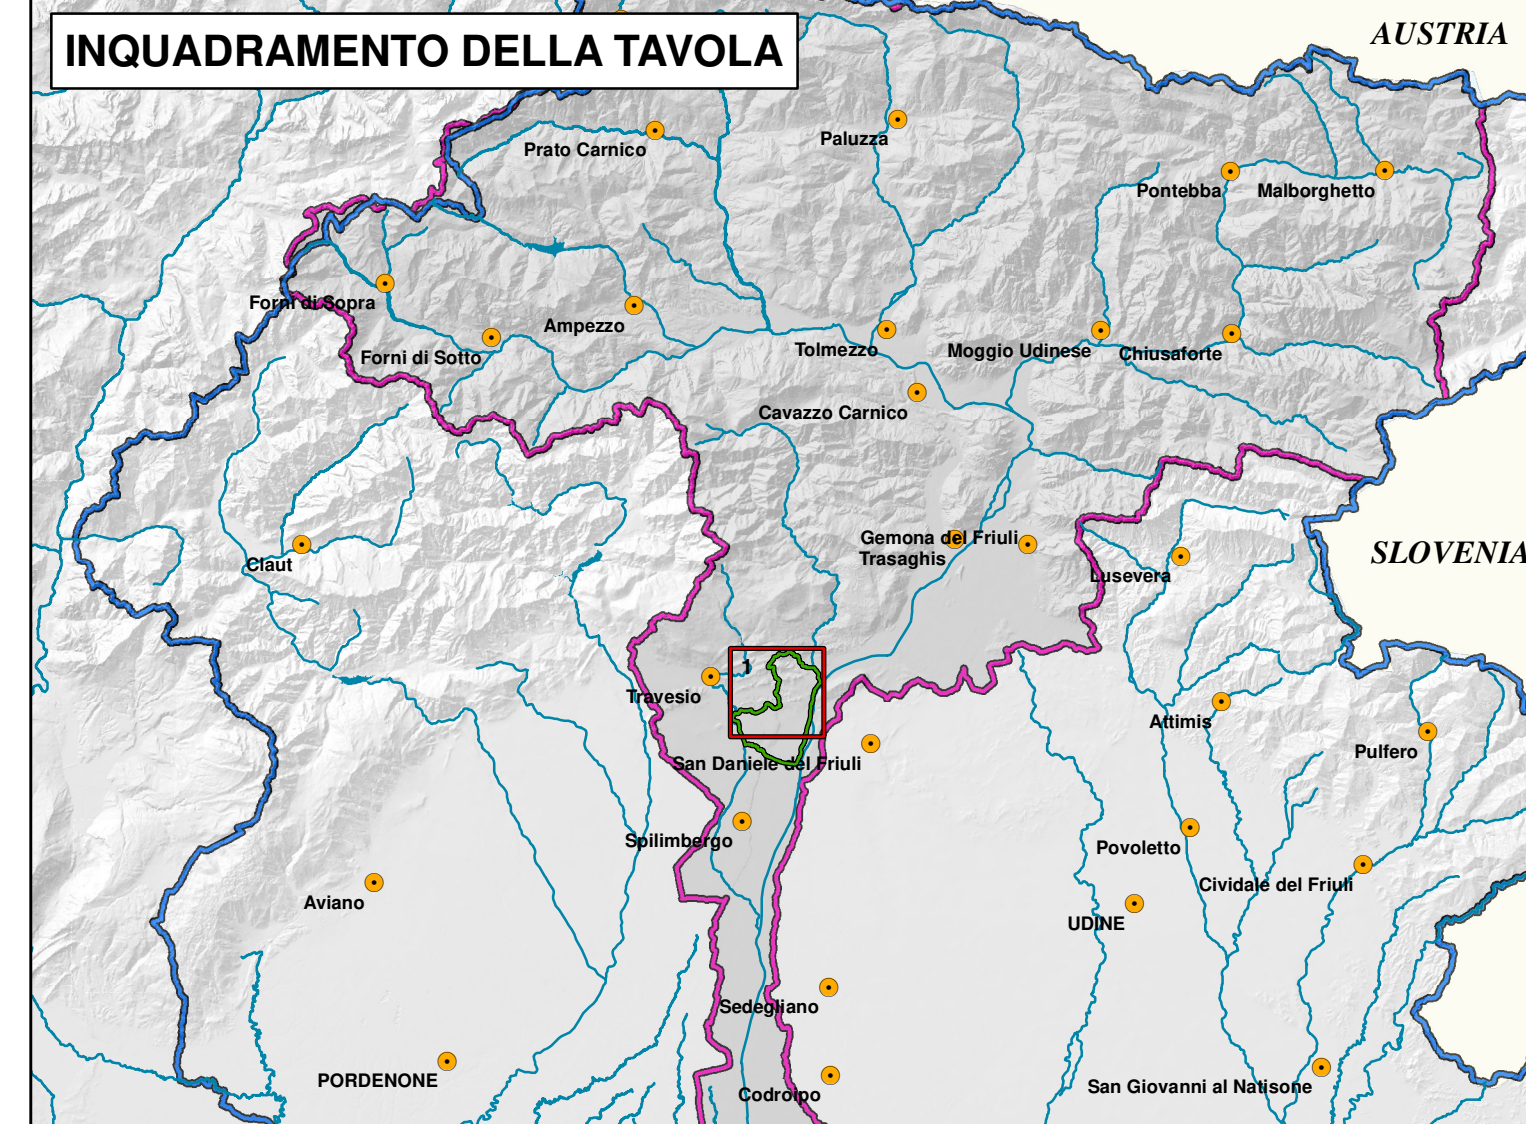 INQUADRAMENTO DELLA TAVOLA
AUSTRIA
Paluzza
Prato Carnico
Pontebba
Malborghetto
Forni di Sopra
Ampezzo
Forni di Sotto
Tolmezzo
Moggio Udinese
Chiusaforte
Cavazzo Carnico
Gemona del Friuli
Trasaghis
SLOVENIA
Claut
Lusevera
1
Travesio
Attimis
Pulfero
San Daniele del Friuli
Spilimbergo
Povoletto
Cividale del Friuli
Aviano
UDINE
Sedegliano
PORDENONE
San Giovanni al Natisone
Codroipo